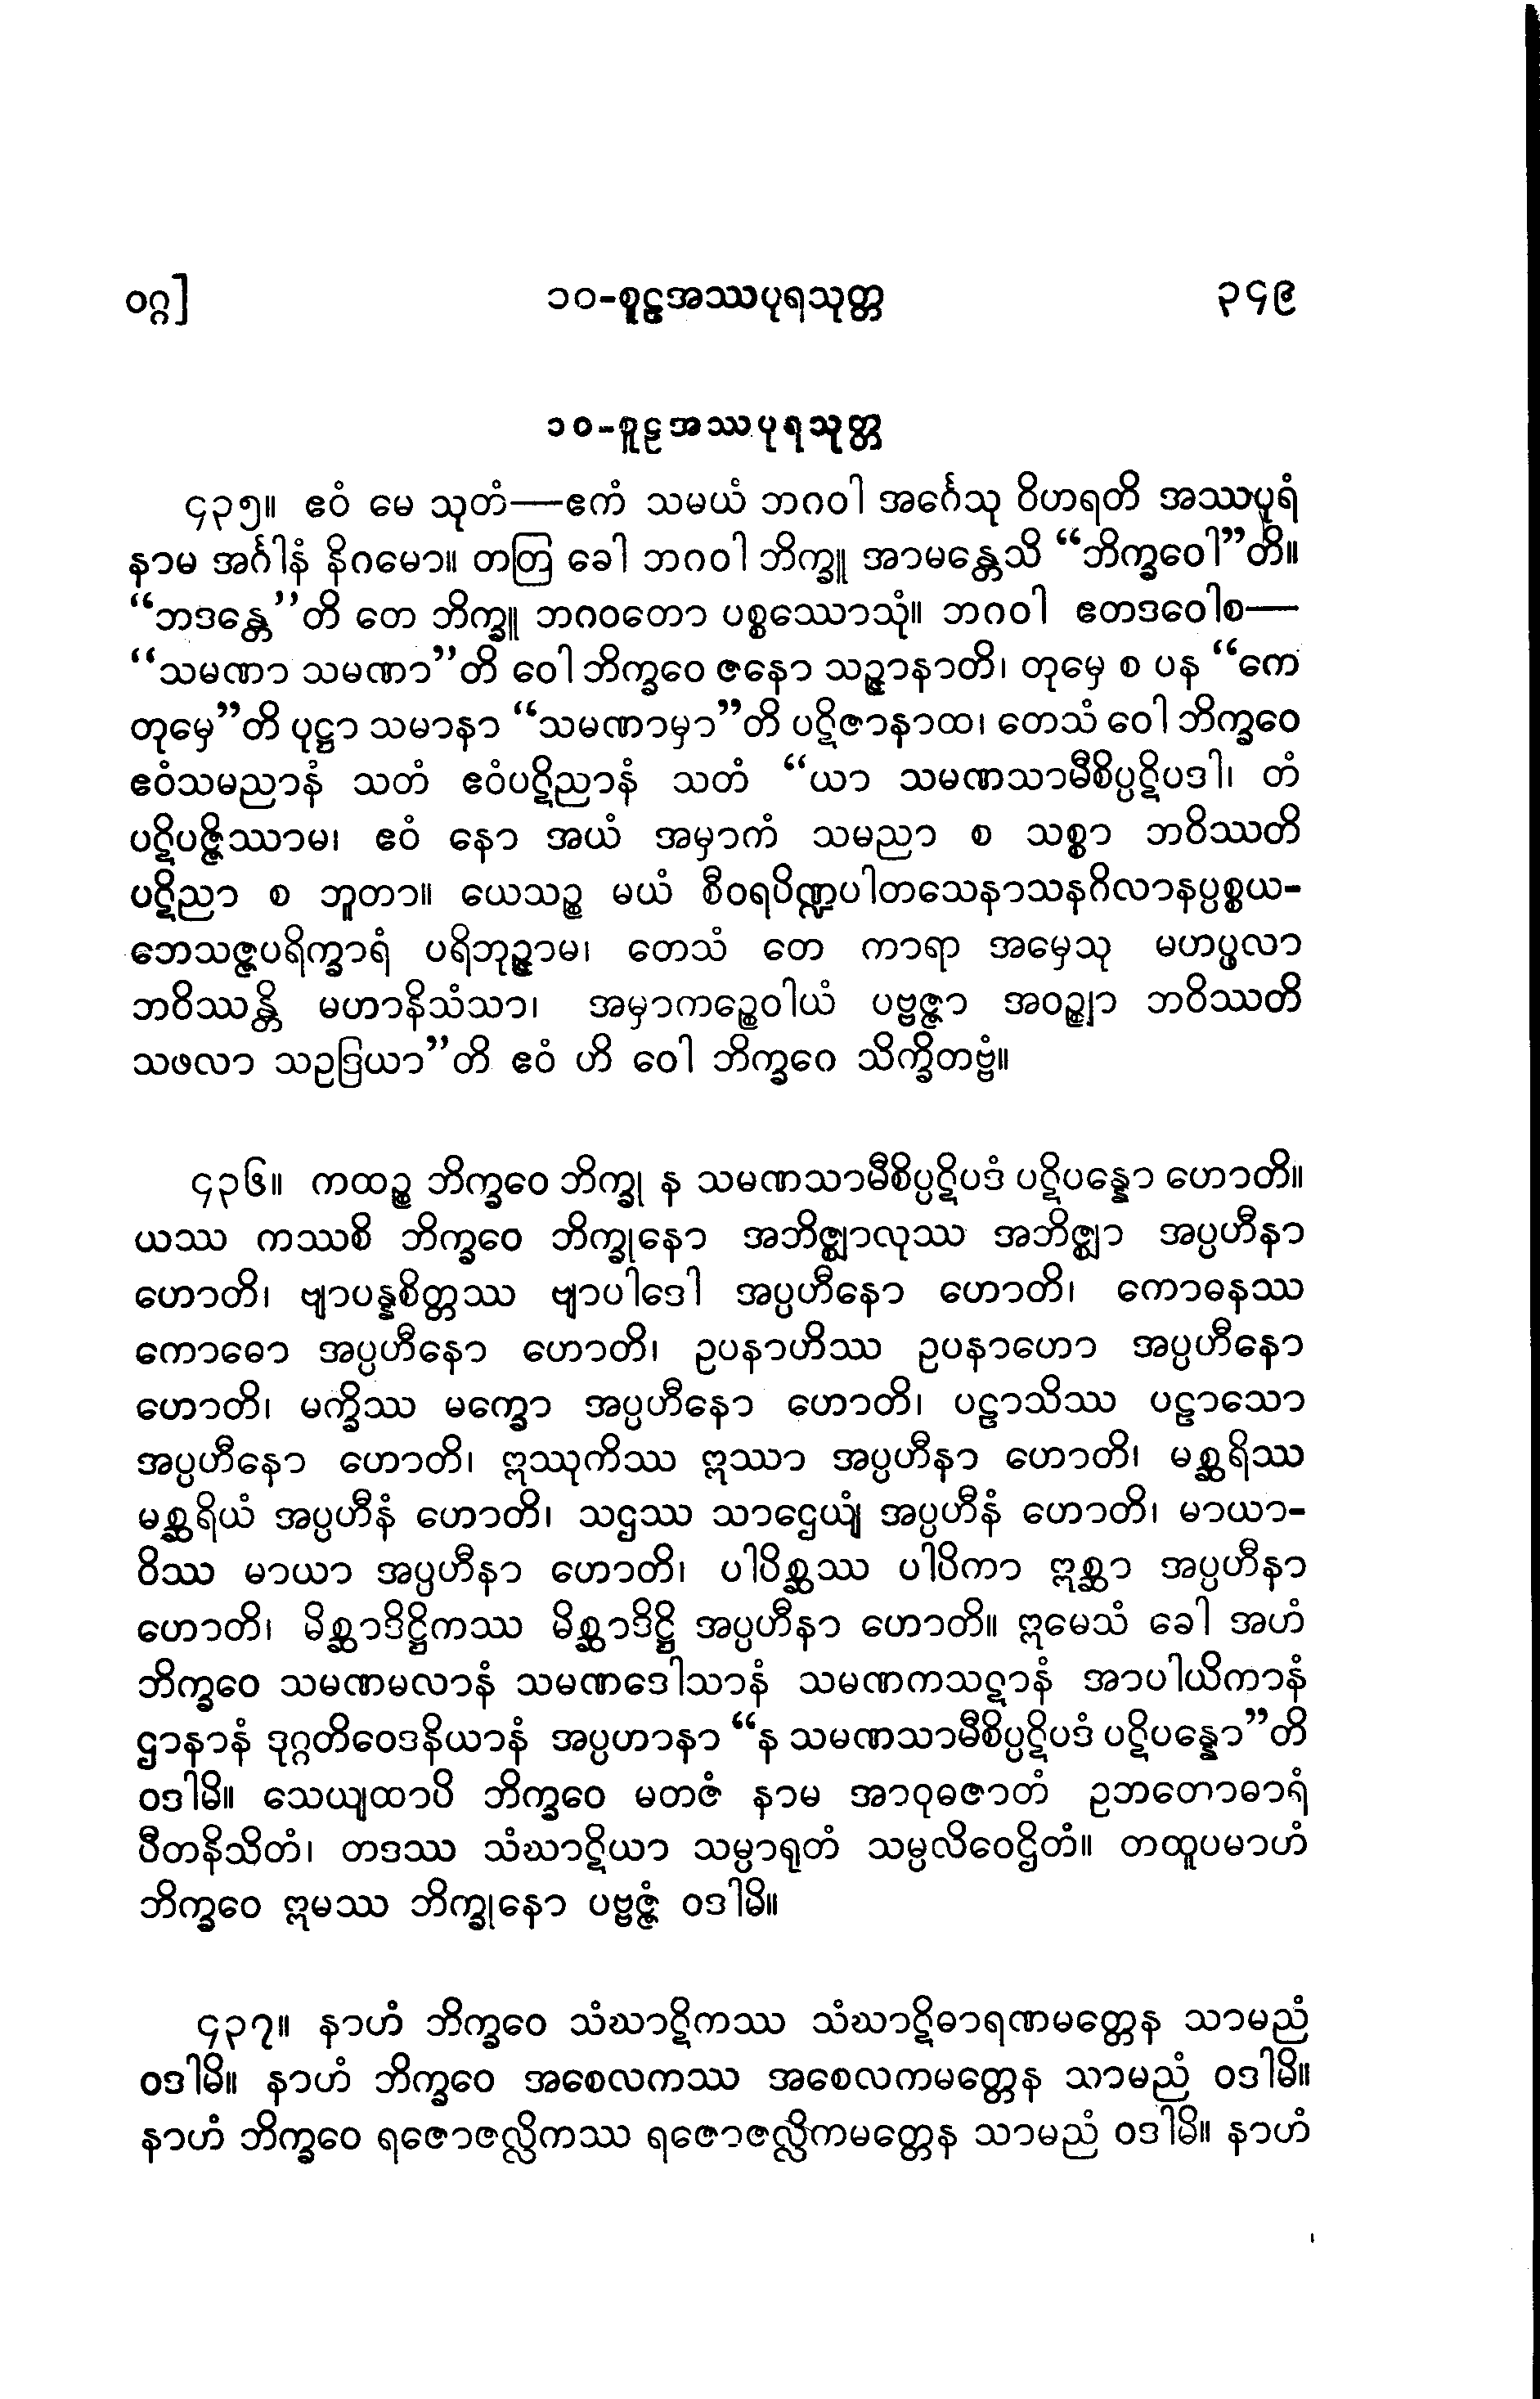 ဝဂ္ဂ] ၁၀-စူဠအဿပုရသုတ္တ ၃၄၉
၁၀-စူဠအဿပုရသုတ္တ
၄၃၅။ ဧဝံ မေ သုတံ—ဧကံ သမယံ ဘဂဝါ အင်္ဂေသု ဝိဟရတိ အဿပုရံ
နာမ အင်္ဂါနံ နိဂမော။ တတြ ခေါ ဘဂဝါ ဘိက္ခူ အာမန္တေသိ “ဘိက္ခဝေါ”တိ။
“ဘဒန္တေ”တိ တေ ဘိက္ခူ ဘဂဝတော ပစ္စဿောသုံ။ ဘဂဝါ ဧတဒဝေါစ—
“သမဏာ သမဏာ”တိ ဝေါ ဘိက္ခဝေ ဇနော သဉ္ဇာနာတိ၊ တုမှေ စ ပန “ကေ
တုမှေ”တိ ပုဋ္ဌာ သမာနာ “သမဏာမှာ”တိ ပဋိဇာနာထ၊ တေသံ ဝေါ ဘိက္ခဝေ
ဧဝံသမညာနံ သတံ ဧဝံပဋိညာနံ သတံ “ယာ သမဏသာမီစိပ္ပဋိပဒါ၊ တံ
ပဋိပဇ္ဇိဿာမ၊ ဧဝံ နော အယံ အမှာကံ သမညာ စ သစ္စာ ဘဝိဿတိ
ပဋိညာ စ ဘူတာ။ ယေသဉ္စ မယံ စီဝရပိဏ္ဍပါတသေနာသနဂိလာနပ္ပစ္စယ-
ဘေသဇ္ဇပရိက္ခာရံ ပရိဘုဉ္ဇာမ၊ တေသံ တေ ကာရာ အမှေသု မဟပ္ဖလာ
ဘဝိဿန္တိ မဟာနိသံသာ၊ အမှာကဉ္စေဝါယံ ပဗ္ဗဇ္ဇာ အဝဉ္ဈာ ဘဝိဿတိ
သဖလာ သဥဒြယာ”တိ ဧဝံ ဟိ ဝေါ ဘိက္ခဝေ သိက္ခိတဗ္ဗံ။
၄၃၆။ ကထဉ္စ ဘိက္ခဝေ ဘိက္ခု န သမဏသာမီစိပ္ပဋိပဒံ ပဋိပန္နော ဟောတိ။
ယဿ ကဿစိ ဘိက္ခဝေ ဘိက္ခုနော အဘိဇ္ဈာလုဿ အဘိဇ္ဈာ အပ္ပဟီနာ
ဟောတိ၊ ဗျာပန္နစိတ္တဿ ဗျာပါဒေါ အပ္ပဟီနော ဟောတိ၊ ကောဓနဿ
ကောဓော အပ္ပဟီနော ဟောတိ၊ ဥပနာဟိဿ ဥပနာဟော အပ္ပဟီနော
ဟောတိ၊ မက္ခိဿ မက္ခော အပ္ပဟီနော ဟောတိ၊ ပဠာသိဿ ပဠာသော
အပ္ပဟီနော ဟောတိ၊ ဣဿုကိဿ ဣဿာ အပ္ပဟီနာ ဟောတိ၊ မစ္ဆရိဿ
မစ္ဆရိယံ အပ္ပဟီနံ ဟောတိ၊ သဌဿ သာဌေယျံ အပ္ပဟီနံ ဟောတိ၊ မာယာ-
ဝိဿ မာယာ အပ္ပဟီနာ ဟောတိ၊ ပါပိစ္ဆဿ ပါပိကာ ဣစ္ဆာ အပ္ပဟီနာ
ဟောတိ၊ မိစ္ဆာဒိဋ္ဌိကဿ မိစ္ဆာဒိဋ္ဌိ အပ္ပဟီနာ ဟောတိ။ ဣမေသံ ခေါ အဟံ
ဘိက္ခဝေ သမဏမလာနံ သမဏဒေါသာနံ သမဏကသဋာနံ အာပါယိကာနံ
ဌာနာနံ ဒုဂ္ဂတိဝေဒနိယာနံ အပ္ပဟာနာ “န သမဏသာမီစိပ္ပဋိပဒံ ပဋိပန္နော”တိ
ဝဒါမိ။ သေယျထာပိ ဘိက္ခဝေ မတဇံ နာမ အာဝုဓဇာတံ ဥဘတောဓာရံ
ပီတနိသိတံ၊ တဒဿ သံဃာဋိယာ သမ္ပာရုတံ သမ္ပလိဝေဌိတံ။ တထူပမာဟံ
ဘိက္ခဝေ ဣမဿ ဘိက္ခုနော ပဗ္ဗဇ္ဇံ ဝဒါမိ။
၄၃၇။ နာဟံ ဘိက္ခဝေ သံဃာဋိကဿ သံဃာဋိဓာရဏမတ္တေန သာမညံ
ဝဒါမိ။ နာဟံ ဘိက္ခဝေ အစေလကဿ အစေလကမတ္တေန သာမညံ ဝဒါမိ။
နာဟံ ဘိက္ခဝေ ရဇောဇလ္လိကဿ ရဇောဇလ္လိကမတ္တေန သာမညံ ဝဒါမိ။ နာဟံ